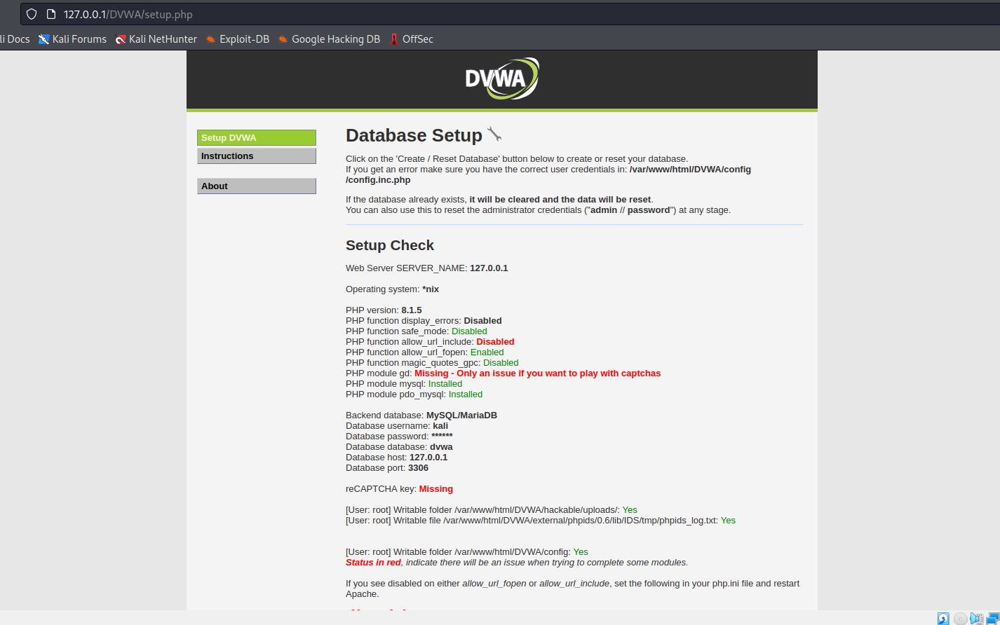 127.0.0.1/DVWA/setup.php
li Docs Kali Forums Kali NetHunter Exploit-DB Google Hacking DB OffSec
DVWA
Setup DVWA
Instructions
About
Database Setup
Click on the 'Create / Reset Database' button below to create or reset your database.
If you get an error make sure you have the correct user credentials in: /var/www/html/DVWA/config
/config.inc.php
If the database already exists, it will be cleared and the data will be reset.
You can also use this to reset the administrator credentials ("admin // password") at any stage.
Setup Check
Web Server SERVER_NAME: 127.0.0.1
Operating system: *nix
PHP version: 8.1.5
PHP function display_errors: Disabled
PHP function safe_mode: Disabled
PHP function allow_url_include: Disabled
PHP function allow_url_fopen: Enabled
PHP function magic_quotes_gpc: Disabled
PHP module gd: Missing - Only an issue if you want to play with captchas
PHP module mysql: Installed
PHP module pdo_mysql: Installed
Backend database: MySQL/MariaDB
Database username: kali
Database password: ******
Database database: dvwa
Database host: 127.0.0.1
Database port: 3306
reCAPTCHA key: Missing
[User: root] Writable folder /var/www/html/DVWA/hackable/uploads/: Yes
[User: root] Writable file /var/www/html/DVWA/external/phpids/0.6/lib/IDS/tmp/phpids_log.txt: Yes
[User: root] Writable folder /var/www/html/DVWA/config: Yes
Status in red, indicate there will be an issue when trying to complete some modules.
If you see disabled on either allow_url_fopen or allow_url_include, set the following in your php.ini file and restart
Apache.